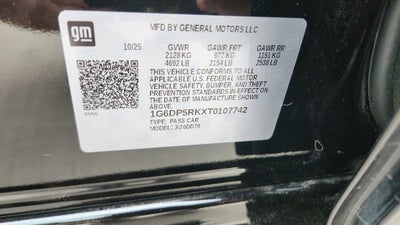 gm
MFD BY GENERAL MOTORS LLC
10/25 GVWR GAWR FRT GAWR RR
2128 KG 977 KG 1151 KG
4692 LB 2154 LB 2538 LB
THIS VEHICLE CONFORMS TO ALL
APPLICABLE U.S. FEDERAL MOTOR
VEHICLE SAFETY, BUMPER, AND THEFT
PREVENTION STANDARDS IN EFFECT ON
THE DATE OF MANUFACTURE SHOWN
ABOVE.
1G6DP5RKXT0107742
TYPE: PASS CAR
MODEL: